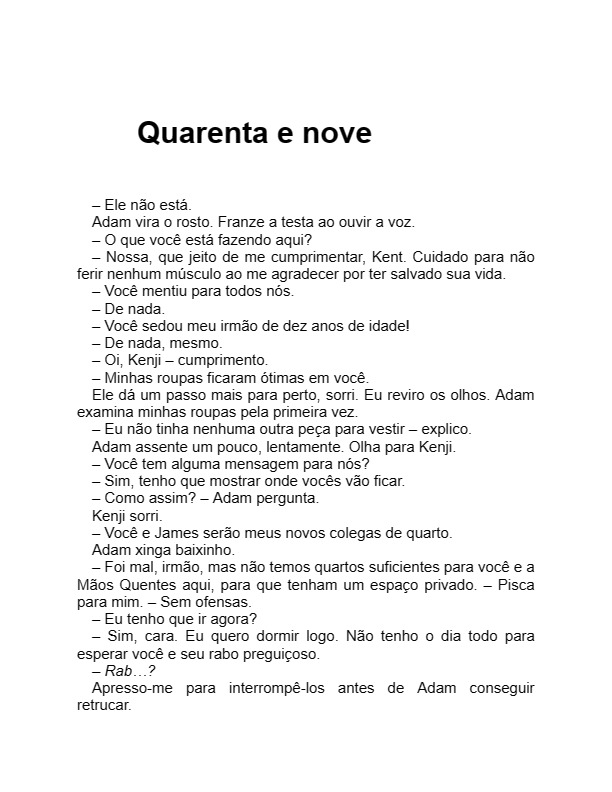 Quarenta e nove
– Ele não está.
Adam vira o rosto. Franze a testa ao ouvir a voz.
– O que você está fazendo aqui?
– Nossa, que jeito de me cumprimentar, Kent. Cuidado para não
ferir nenhum músculo ao me agradecer por ter salvado sua vida.
– Você mentiu para todos nós.
– De nada.
– Você sedou meu irmão de dez anos de idade!
– De nada, mesmo.
– Oi, Kenji – cumprimento.
– Minhas roupas ficaram ótimas em você.
Ele dá um passo mais para perto, sorri. Eu reviro os olhos. Adam
examina minhas roupas pela primeira vez.
– Eu não tinha nenhuma outra peça para vestir – explico.
Adam assente um pouco, lentamente. Olha para Kenji.
– Você tem alguma mensagem para nós?
– Sim, tenho que mostrar onde vocês vão ficar.
– Como assim? – Adam pergunta.
Kenji sorri.
– Você e James serão meus novos colegas de quarto.
Adam xinga baixinho.
– Foi mal, irmão, mas não temos quartos suficientes para você e a
Mãos Quentes aqui, para que tenham um espaço privado. – Pisca
para mim. – Sem ofensas.
– Eu tenho que ir agora?
– Sim, cara. Eu quero dormir logo. Não tenho o dia todo para
esperar você e seu rabo preguiçoso.
– Rab…?
Apresso-me para interrompê-los antes de Adam conseguir
retrucar.